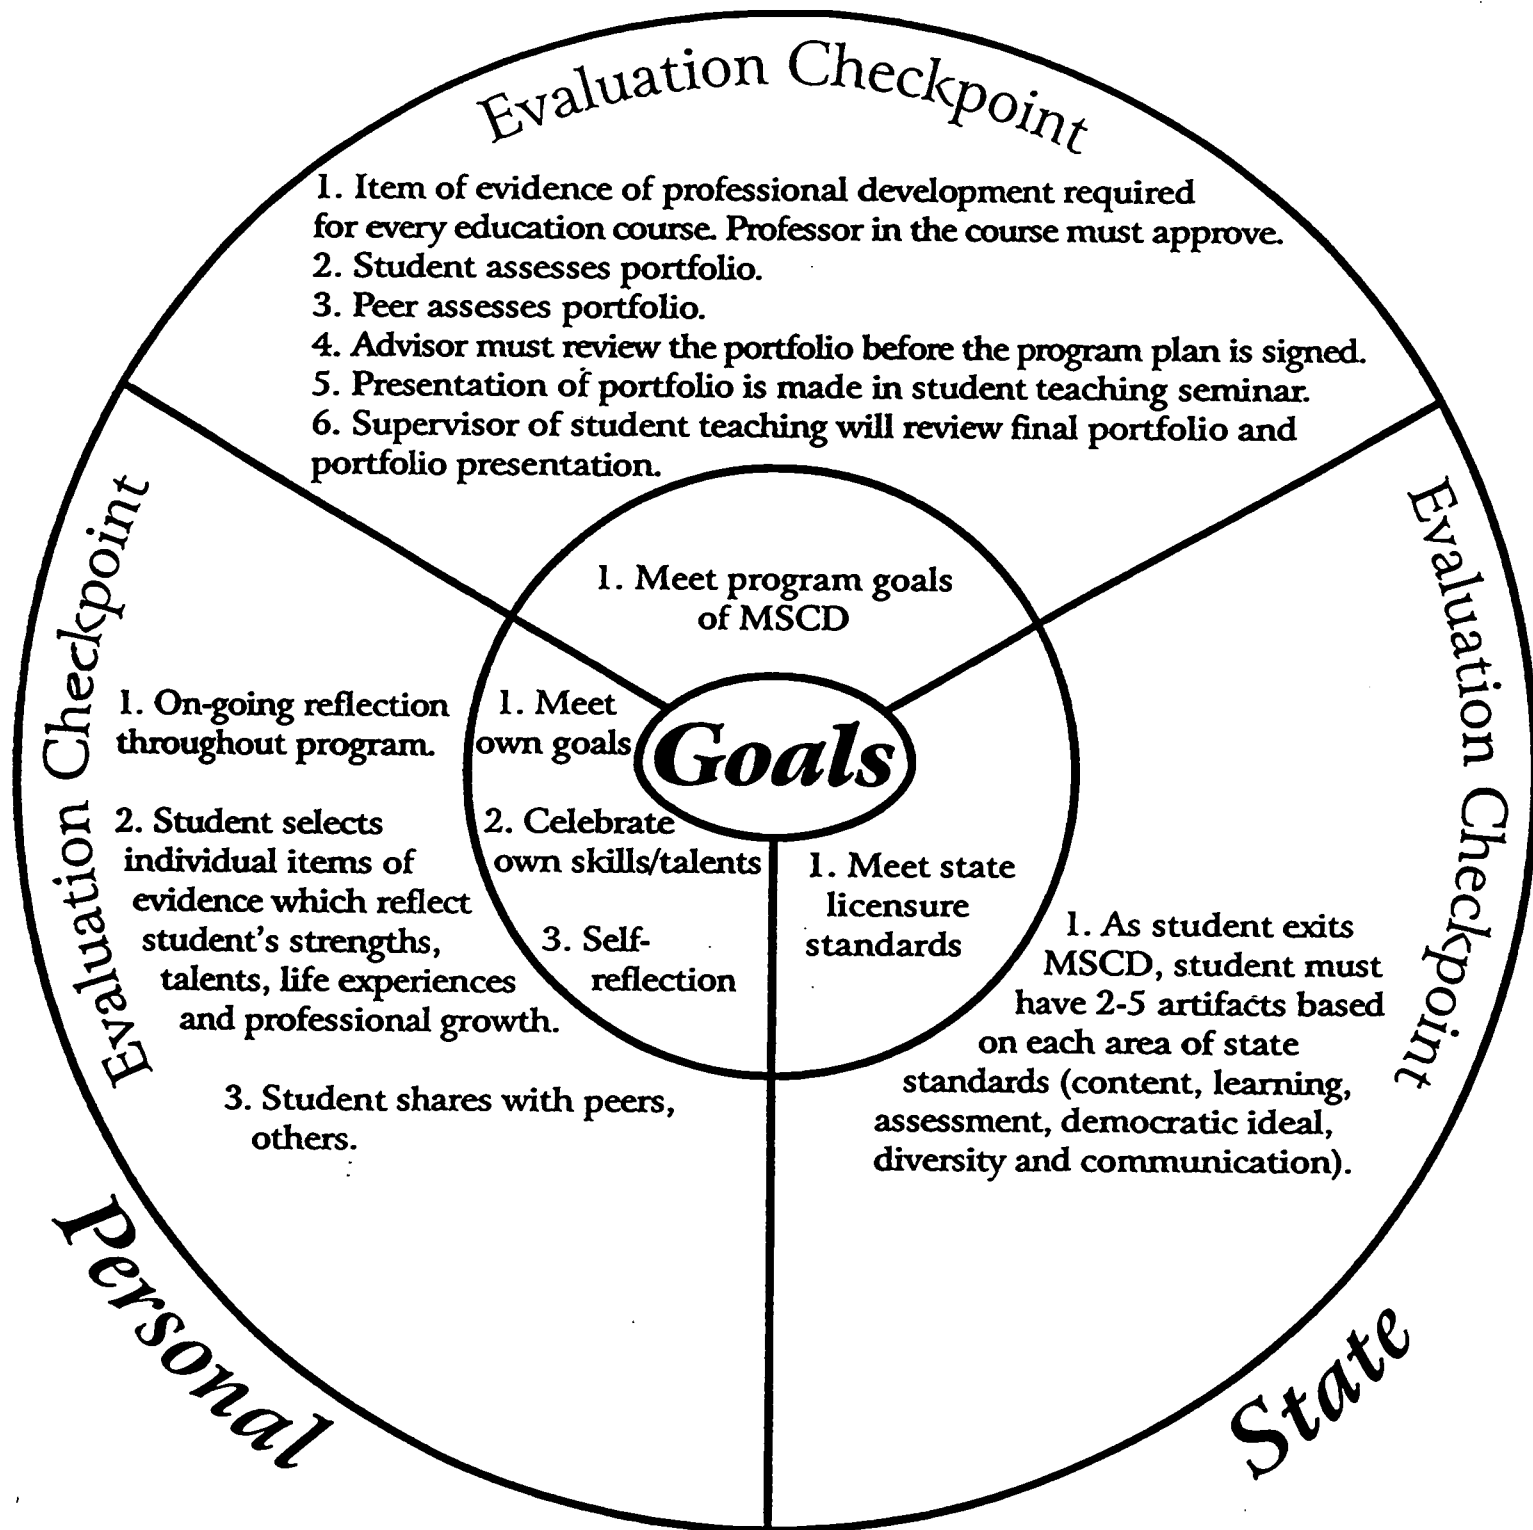 Evaluation Checkpoint
1. Item of evidence of professional development required
for every education course. Professor in the course must approve.
2. Student assesses portfolio.
3. Peer assesses portfolio.
4. Advisor must review the portfolio before the program plan is signed.
5. Presentation of portfolio is made in student teaching seminar.
6. Supervisor of student teaching will review final portfolio and
portfolio presentation.
1. Meet program goals
of MSCD
Goals
Evaluation Checkpoint
1. On-going reflection
throughout program.
2. Student selects
individual items of
evidence which reflect
student's strengths,
talents, life experiences
and professional growth.
3. Student shares with peers,
others.
1. Meet
own goals
2. Celebrate
own skills/talents
3. Self-
reflection
Personal
1. Meet state
licensure
standards
Evaluation Checkpoint
1. As student exits
MSCD, student must
have 2-5 artifacts based
on each area of state
standards (content, learning,
assessment, democratic ideal,
diversity and communication).
State